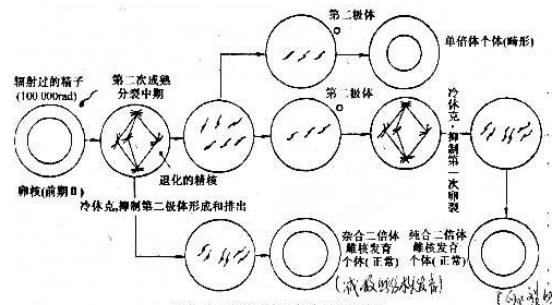 第二极体
单倍体个体(畸形)
辐射过的精子
(100 000rad)
第二次成熟
分裂中期
第二极体
冷休克,抑制第一次卵裂
退化的精核
卵核(前期Ⅱ)
冷休克,抑制第二极体形成和排出
杂合二倍体
雌核发育
个体(正常)
纯合二倍体
雌核发育
个体(正常)